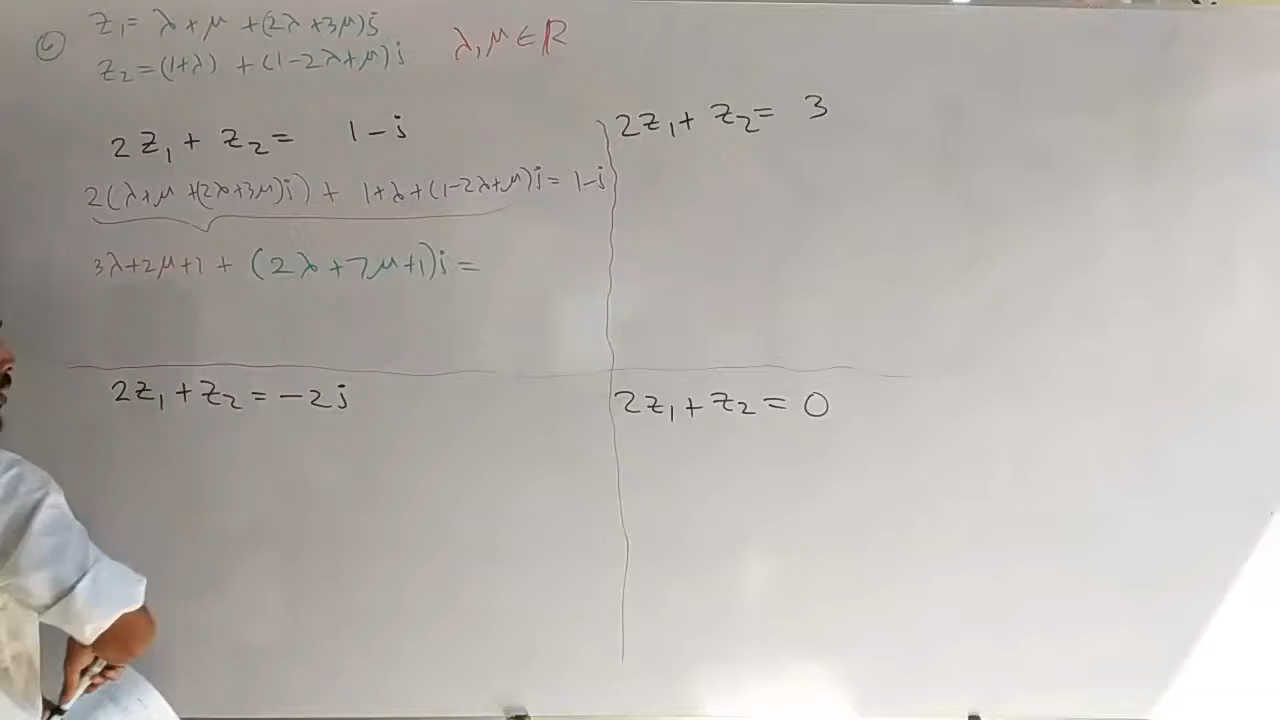 ⑥ z₁ = λ+μ +(2λ+3μ)i
z₂ =(1+λ) +(1-2λ+μ)i
λ,μ∈ℝ
2z₁ + z₂ = 1-i
2(λ+μ+(2λ+3μ)i) + 1+λ+(1-2λ+μ)i = 1-i
3λ+2μ+1 + (2λ+7μ+1)i =
2z₁ + z₂ = 3
2z₁ + z₂ = -2i
2z₁ + z₂ = 0